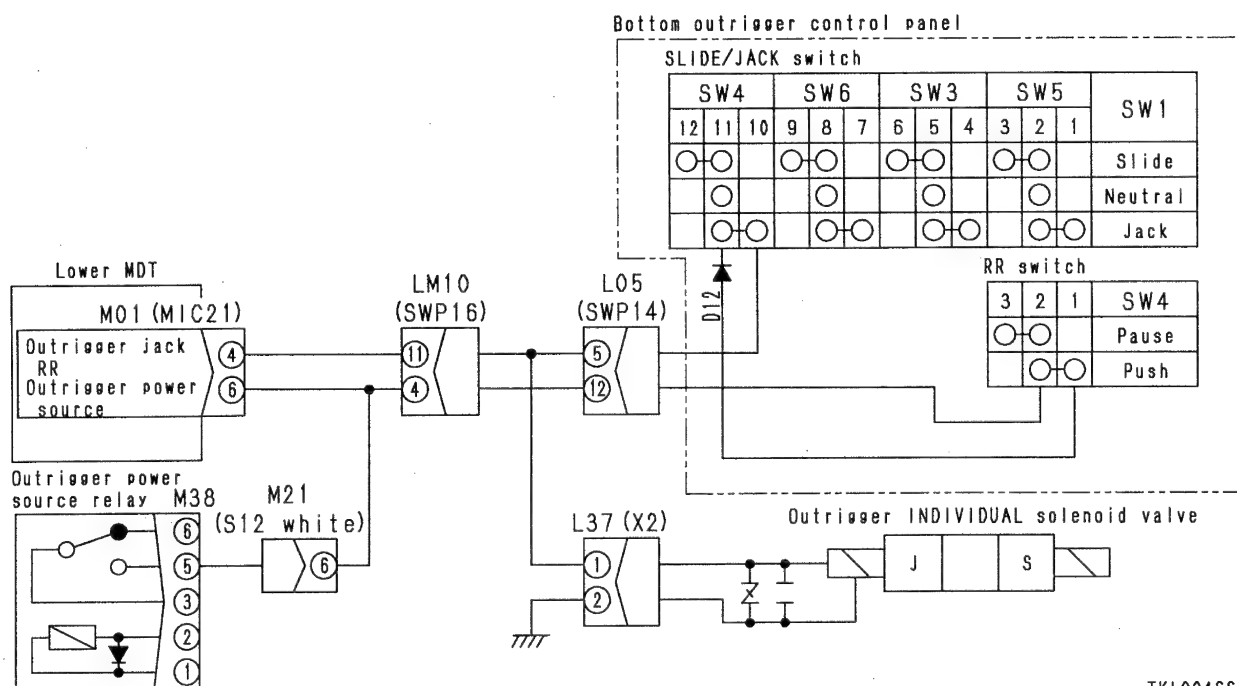 Bottom outrigger control panel
SLIDE/JACK switch
SW4 SW6 SW3 SW5 SW1
12 11 10 9 8 7 6 5 4 3 2 1
Slide
Neutral
Jack
RR switch
3 2 1 SW4
Pause
Push
D12
Lower MDT
M01 (MIC21)
LM10
(SWP16)
L05
(SWP14)
Outrigger jack
RR
4
11
5
Outrigger power
source
6
4
12
Outrigger power
source relay
M38
M21
(S12 white)
6
5
3
2
1
6
L37 (X2)
1
2
Outrigger INDIVIDUAL solenoid valve
J S